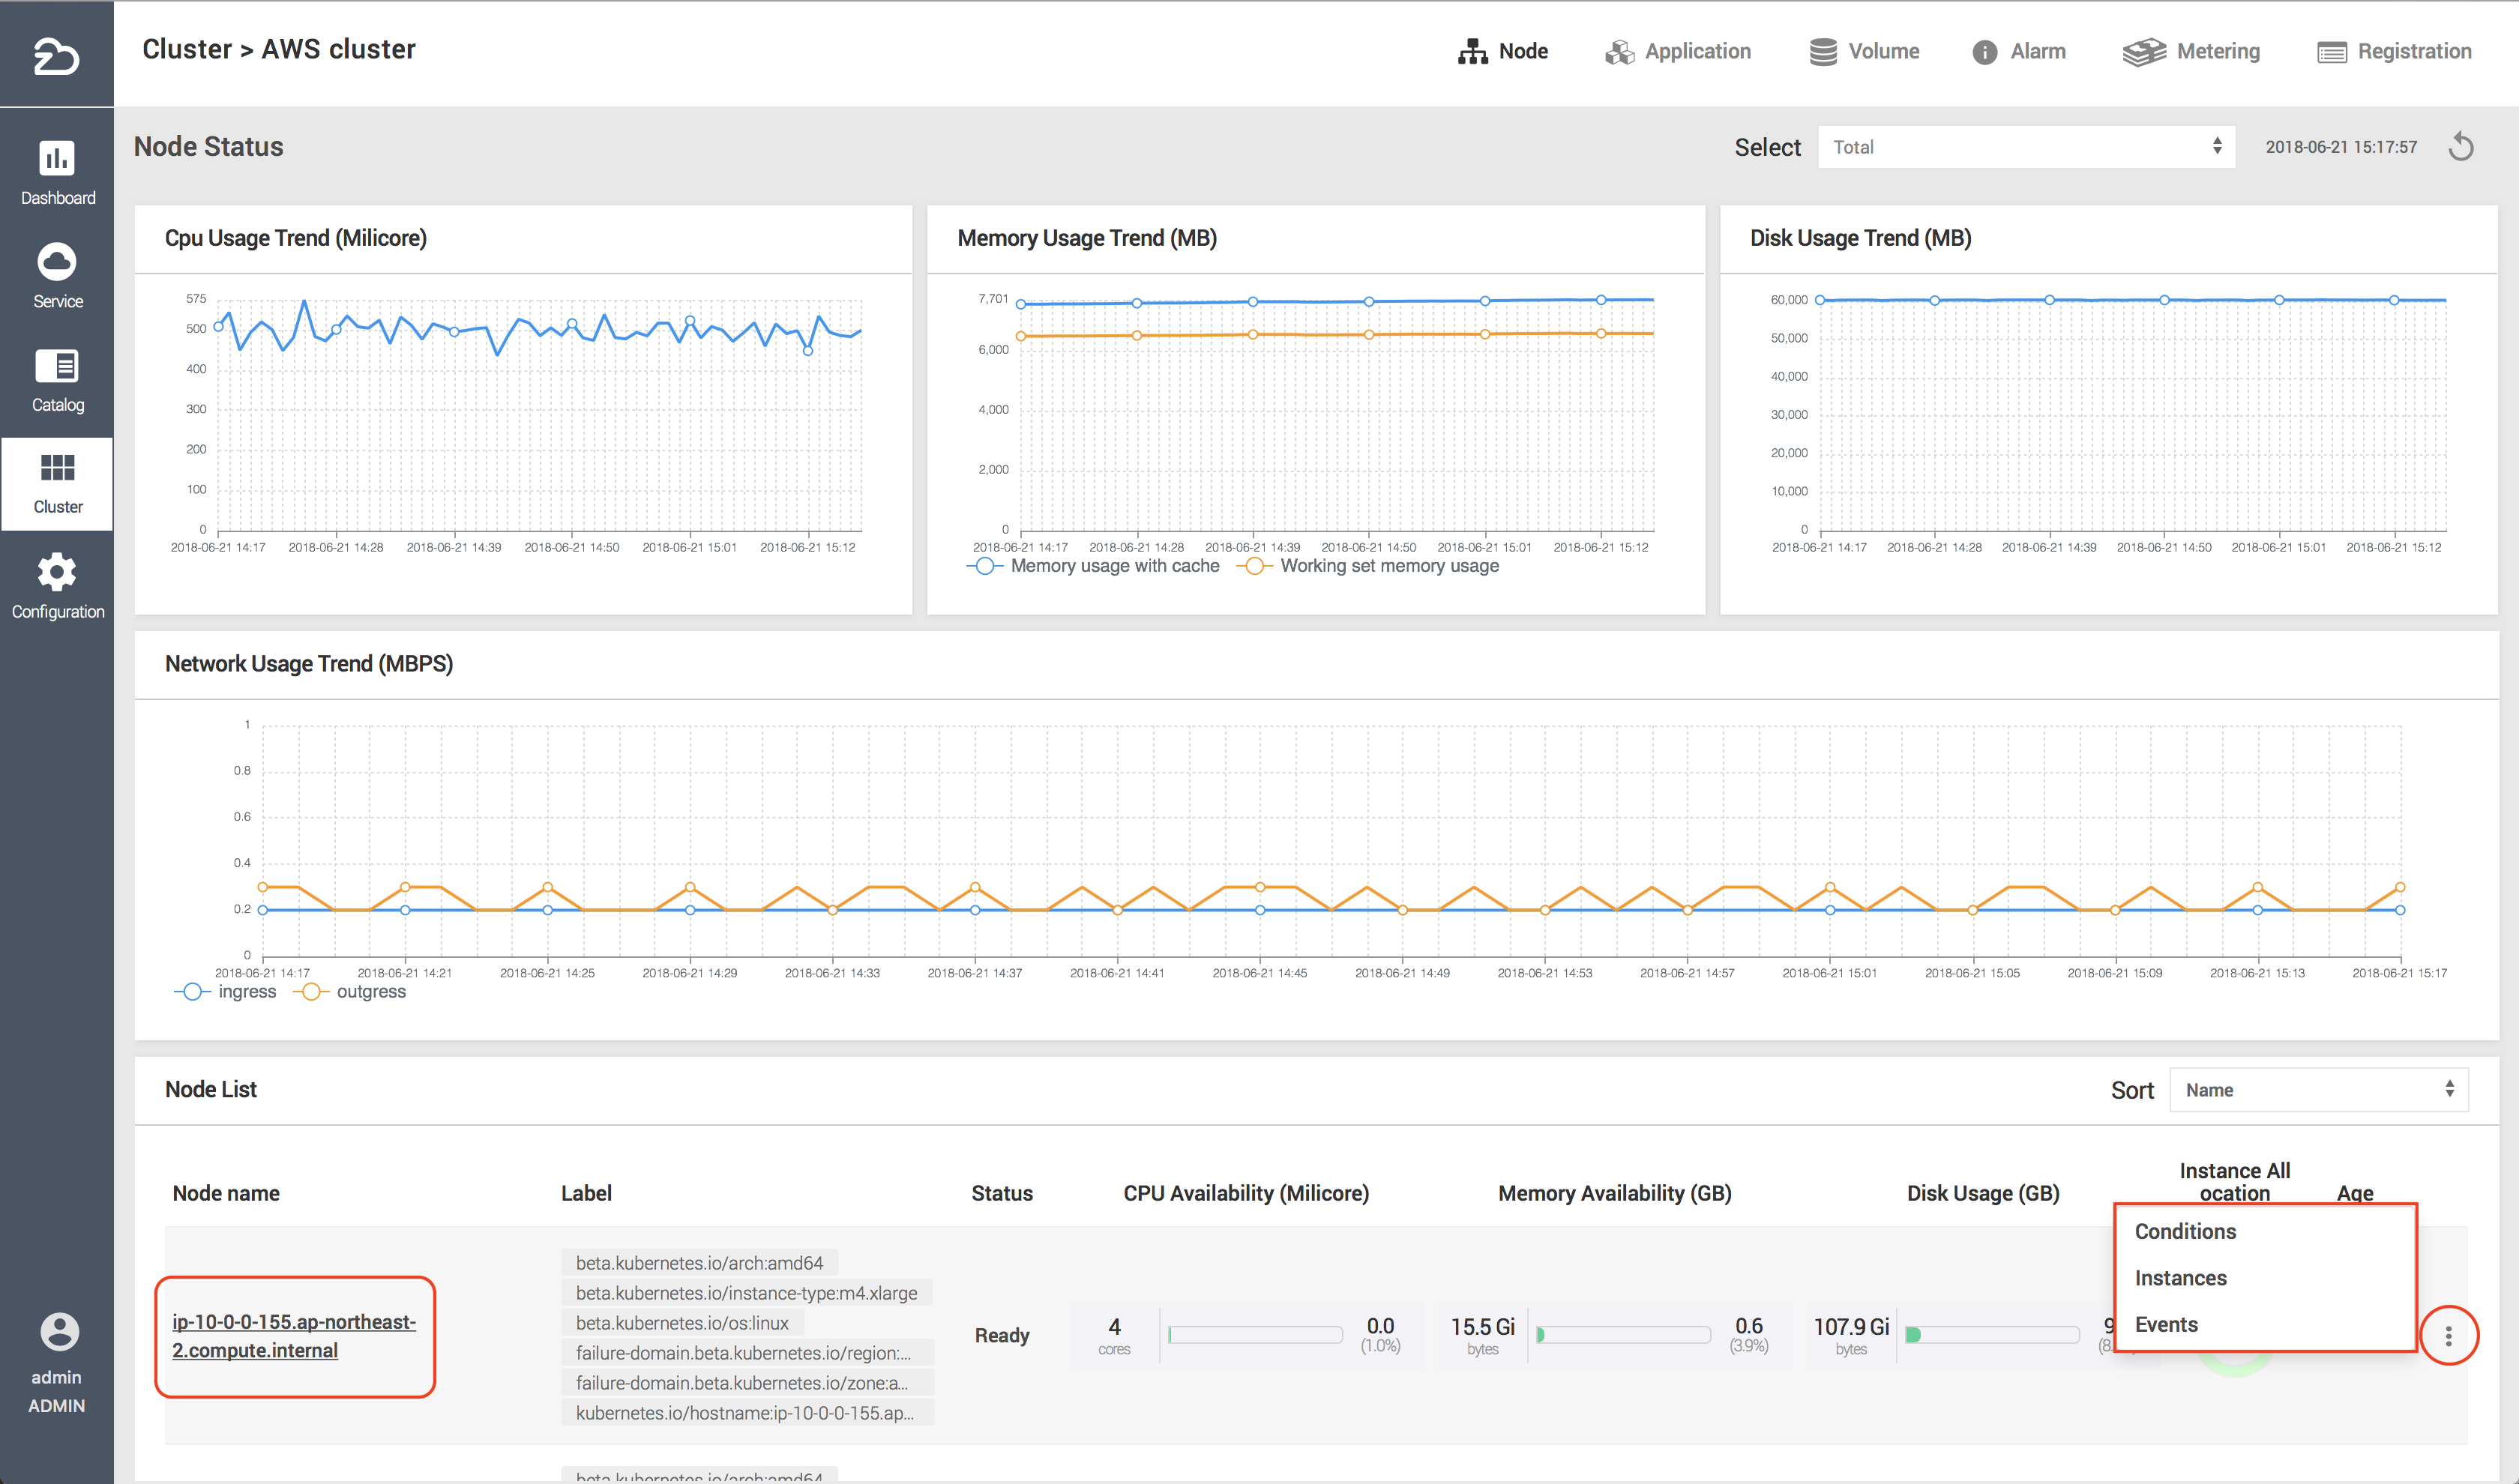 Cluster > AWS cluster
Node
Application
Volume
Alarm
Metering
Registration
Dashboard
Service
Catalog
Cluster
Configuration
admin
ADMIN
Node Status
Select
Total
2018-06-21 15:17:57
Cpu Usage Trend (Milicore)
575
500
400
300
200
100
0
2018-06-21 14:17 2018-06-21 14:28 2018-06-21 14:39 2018-06-21 14:50 2018-06-21 15:01 2018-06-21 15:12
Memory Usage Trend (MB)
7,701
6,000
4,000
2,000
0
2018-06-21 14:17 2018-06-21 14:28 2018-06-21 14:39 2018-06-21 14:50 2018-06-21 15:01 2018-06-21 15:12
Memory usage with cache Working set memory usage
Disk Usage Trend (MB)
60,000
50,000
40,000
30,000
20,000
10,000
0
2018-06-21 14:17 2018-06-21 14:28 2018-06-21 14:39 2018-06-21 14:50 2018-06-21 15:01 2018-06-21 15:12
Network Usage Trend (MBPS)
1
0.8
0.6
0.4
0.2
0
2018-06-21 14:17 2018-06-21 14:21 2018-06-21 14:25 2018-06-21 14:29 2018-06-21 14:33 2018-06-21 14:37 2018-06-21 14:41 2018-06-21 14:45 2018-06-21 14:49 2018-06-21 14:53 2018-06-21 14:57 2018-06-21 15:01 2018-06-21 15:05 2018-06-21 15:09 2018-06-21 15:13 2018-06-21 15:17
ingress outgress
Node List
Sort
Name
Node name
Label
Status
CPU Availability (Milicore)
Memory Availability (GB)
Disk Usage (GB)
Instance All
ocation
Age
ip-10-0-0-155.ap-northeast-
2.compute.internal
beta.kubernetes.io/arch:amd64
beta.kubernetes.io/instance-type:m4.xlarge
beta.kubernetes.io/os:linux
failure-domain.beta.kubernetes.io/region:...
failure-domain.beta.kubernetes.io/zone:a...
kubernetes.io/hostname:ip-10-0-0-155.ap...
Ready
4
cores
0.0
(1.0%)
15.5 Gi
bytes
0.6
(3.9%)
107.9 Gi
bytes
9
(8.
Conditions
Instances
Events
beta.kubernetes.io/arch:amd64